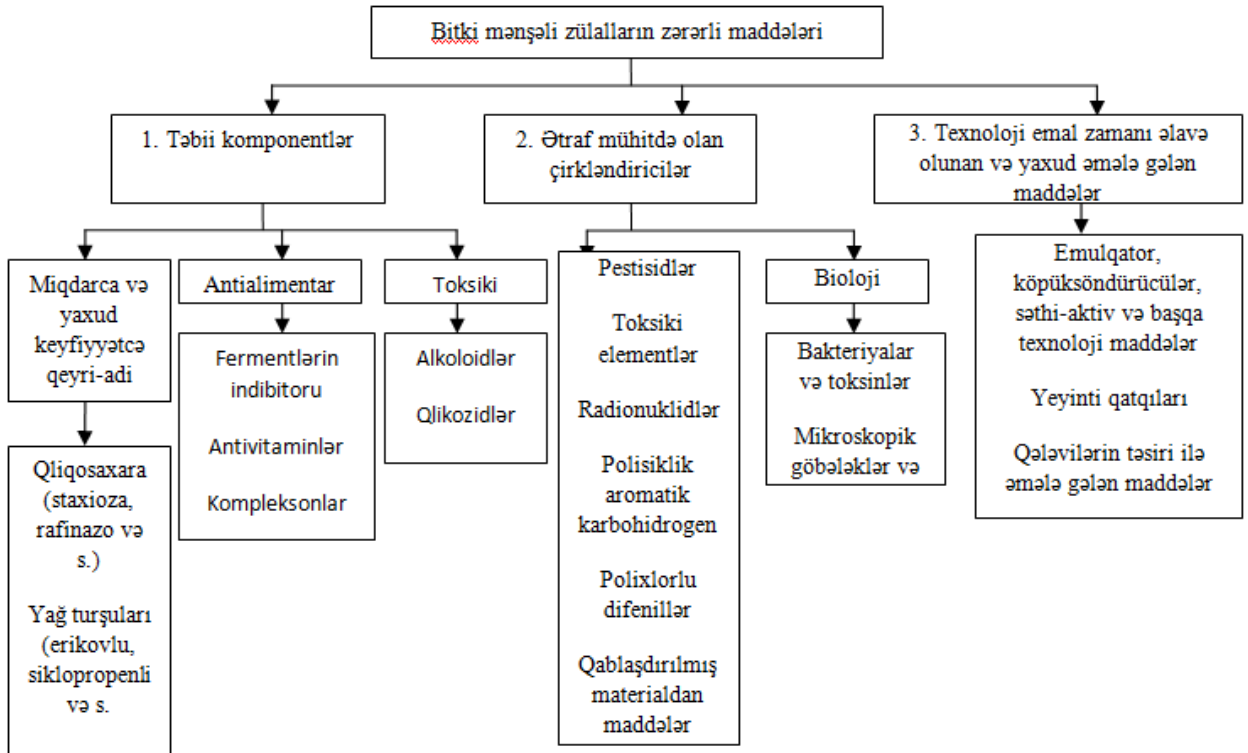 Bitki mənşəli zülalların zərərli maddələri
1. Təbii komponentlər
2. Ətraf mühitdə olan
çirkləndiricilər
3. Texnoloji emal zamanı əlavə
olunan və yaxud əmələ gələn
maddələr
Miqdarca və
yaxud
keyfiyyətcə
qeyri-adi
Qliqosaxara
(staxioza,
rafinazo və
s.)
Yağ turşuları
(erikovlu,
siklopropenli
və s.
Antialimentar
Fermentlərin
indibitoru
Antivitaminlər
Kompleksonlar
Toksiki
Alkoloidlər
Qlikozidlər
Pestisidlər
Toksiki
elementlər
Radionuklidlər
Polisiklik
aromatik
karbohidrogen
Polixlorlu
difenillər
Qablaşdırılmış
materialdan
maddələr
Bioloji
Bakteriyalar
və toksinlər
Mikroskopik
göbələklər və
Emulqator,
köpüksöndürücülər,
səthi-aktiv və başqa
texnoloji maddələr
Yeyinti qatqıları
Qələvilərin təsiri ilə
əmələ gələn maddələr